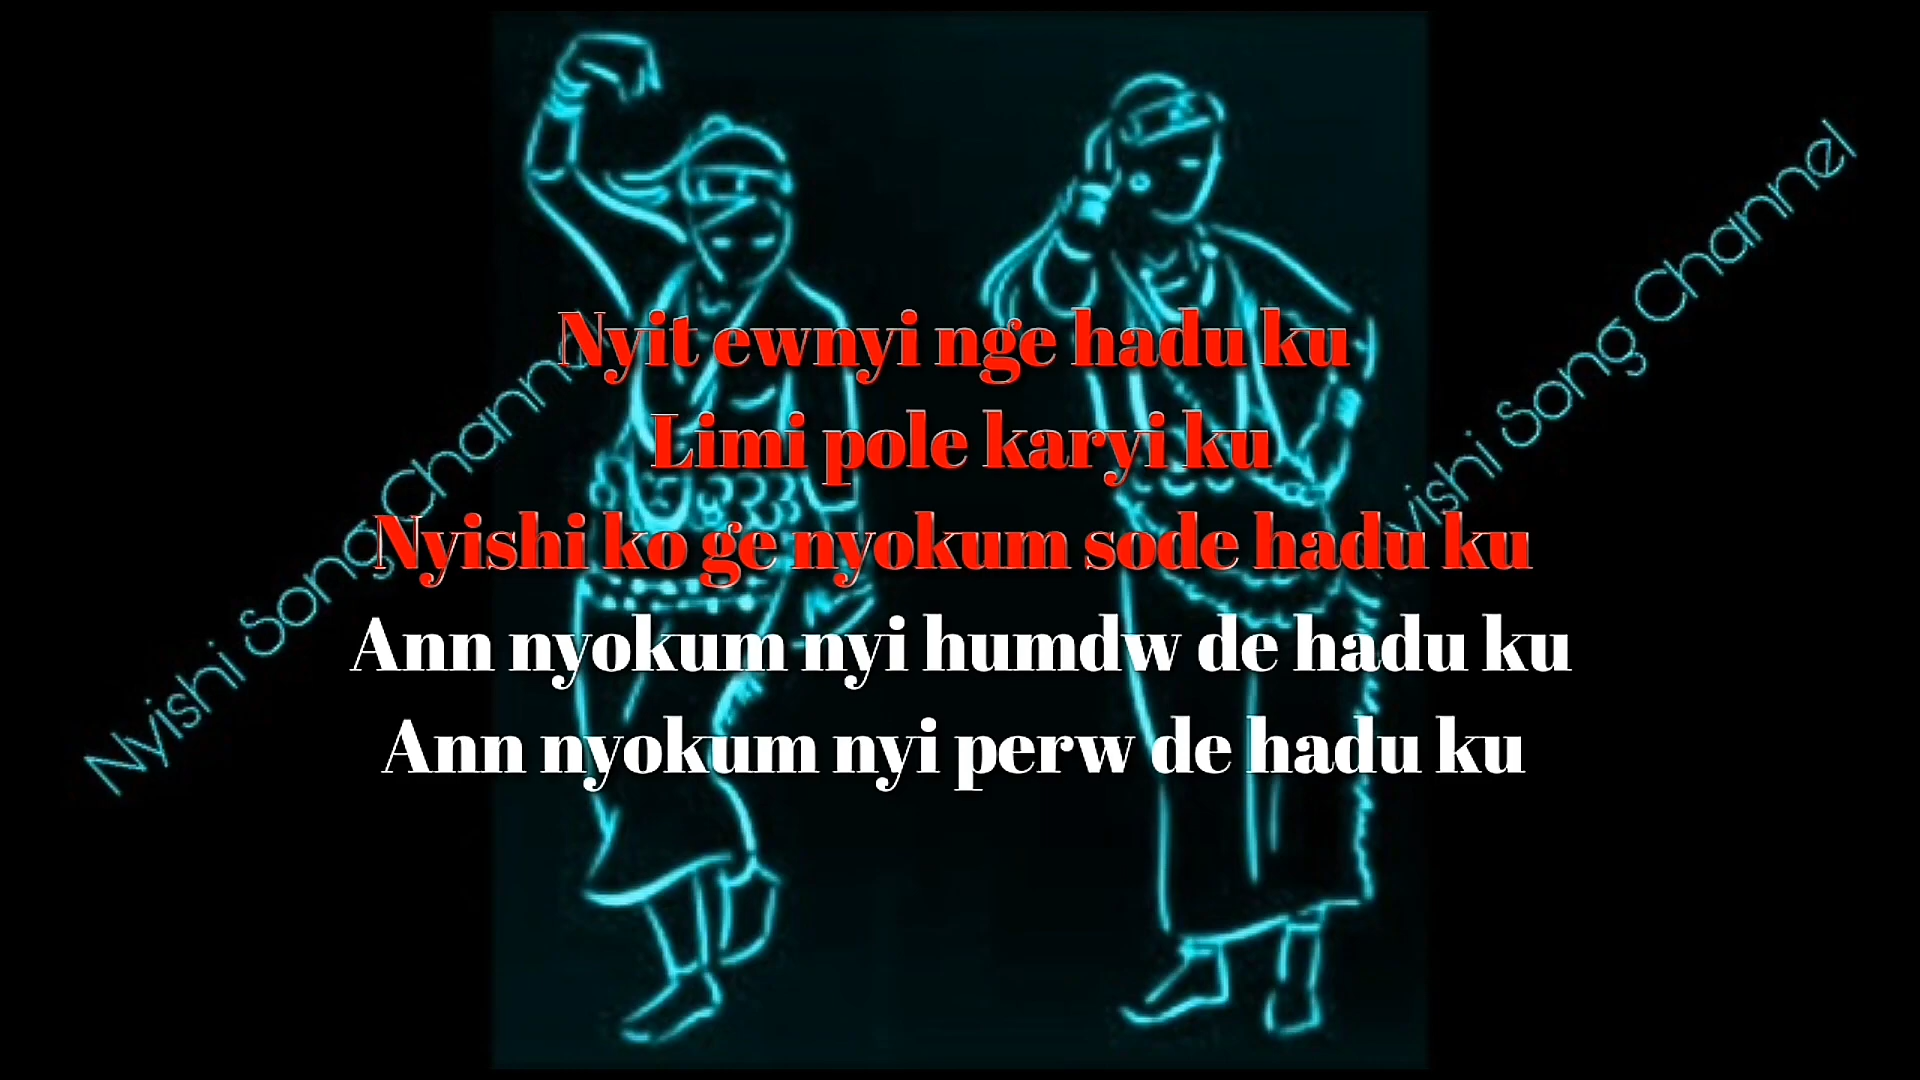 Nyit ewnyi nge hadu ku
Limi pole karyi ku
Nyishi ko ge nyokum sode hadu ku
Ann nyokum nyi humdw de hadu ku
Ann nyokum nyi perw de hadu ku
Nyishi Song Channel
Nyishi Song Channel